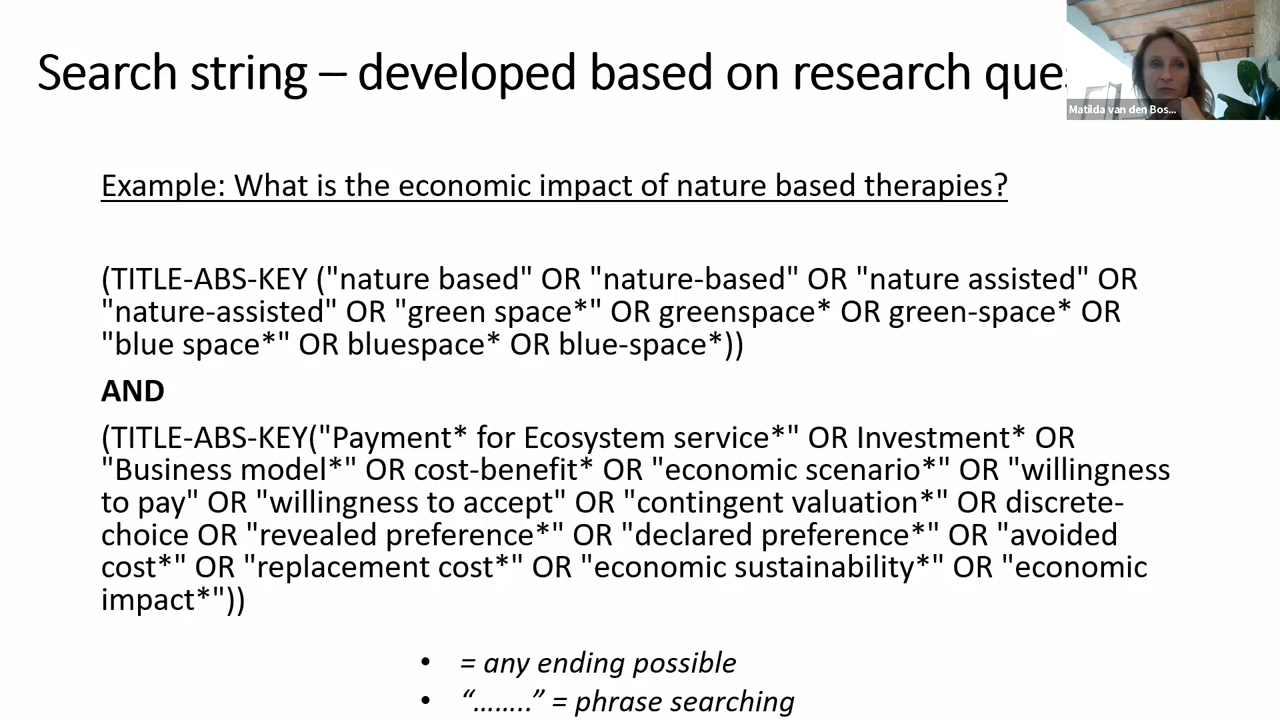 Search string – developed based on research que
Matilda van den Bos...
Example: What is the economic impact of nature based therapies?
(TITLE-ABS-KEY ("nature based" OR "nature-based" OR "nature assisted" OR
"nature-assisted" OR "green space*" OR greenspace* OR green-space* OR
"blue space*" OR bluespace* OR blue-space*))
AND
(TITLE-ABS-KEY("Payment* for Ecosystem service*" OR Investment* OR
"Business model*" OR cost-benefit* OR "economic scenario*" OR "willingness
to pay" OR "willingness to accept" OR "contingent valuation*" OR discrete-
choice OR "revealed preference*" OR "declared preference*" OR "avoided
cost*" OR "replacement cost*" OR "economic sustainability*" OR "economic
impact*"))
• = any ending possible
• “……..” = phrase searching